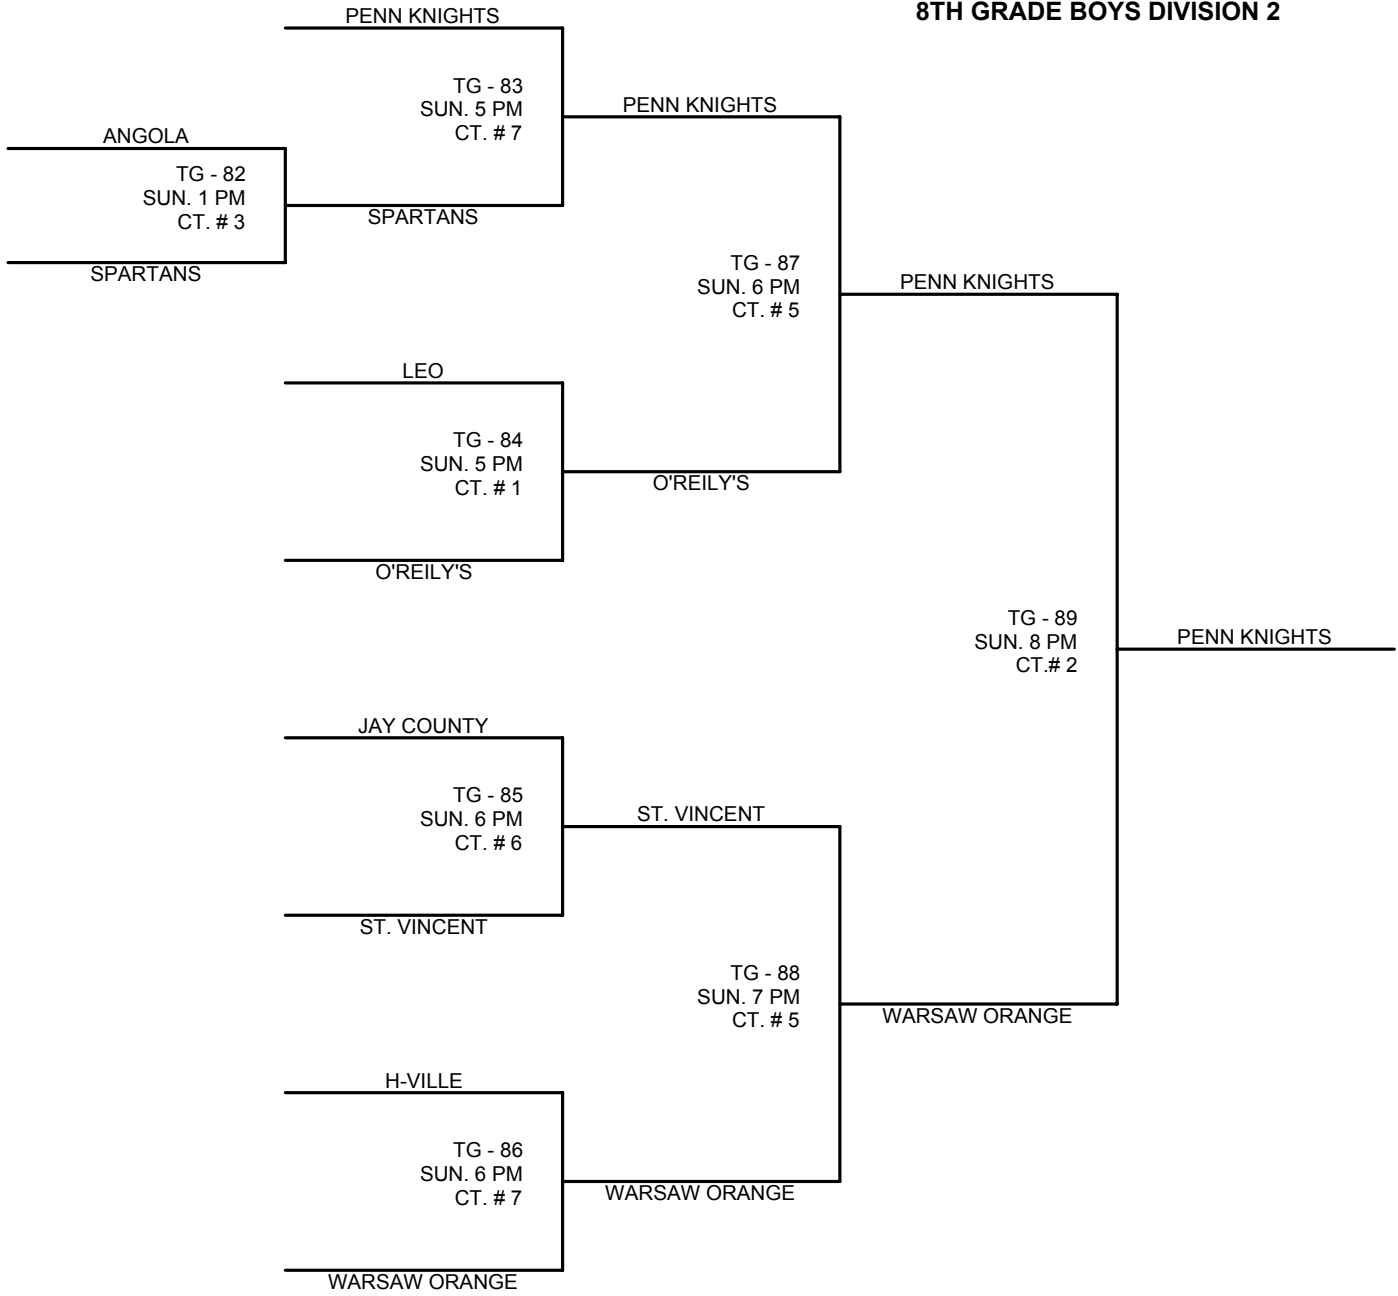 8TH GRADE BOYS DIVISION 2
PENN KNIGHTS
TG - 83
SUN. 5 PM
CT. # 7
PENN KNIGHTS
ANGOLA
TG - 82
SUN. 1 PM
CT. # 3
SPARTANS
SPARTANS
TG - 87
SUN. 6 PM
CT. # 5
PENN KNIGHTS
LEO
TG - 84
SUN. 5 PM
CT. # 1
O'REILY'S
O'REILY'S
TG - 89
SUN. 8 PM
CT.# 2
PENN KNIGHTS
JAY COUNTY
TG - 85
SUN. 6 PM
CT. # 6
ST. VINCENT
ST. VINCENT
TG - 88
SUN. 7 PM
CT. # 5
WARSAW ORANGE
H-VILLE
TG - 86
SUN. 6 PM
CT. # 7
WARSAW ORANGE
WARSAW ORANGE